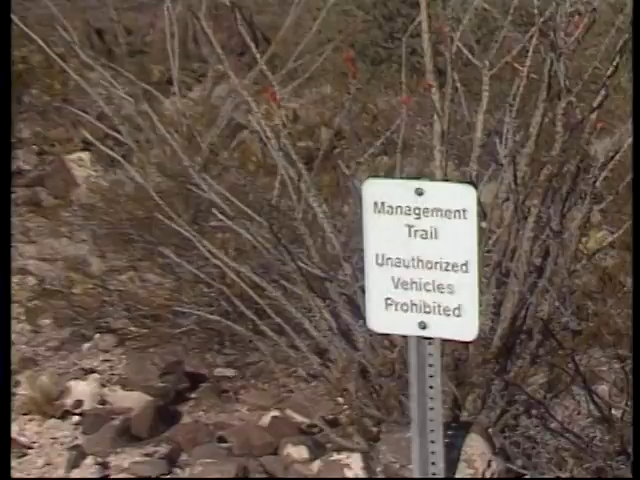 Management
Trail
Unauthorized
Vehicles
Prohibited